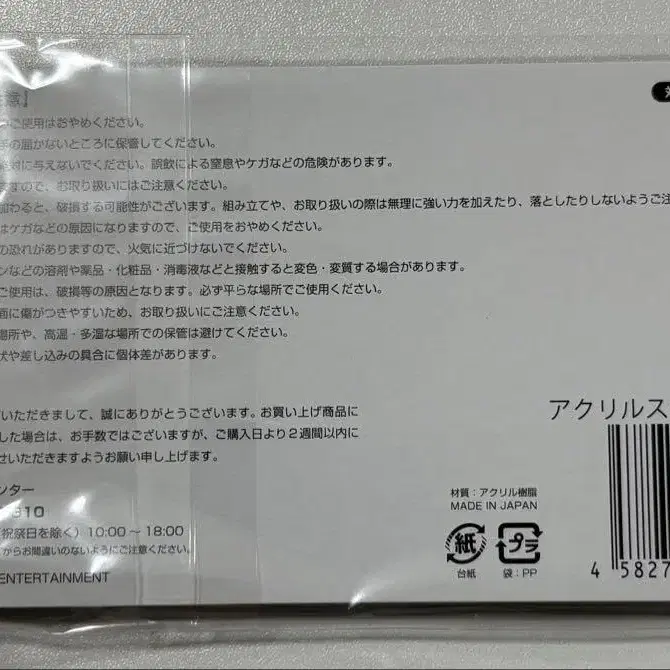 注意】
ご使用はおやめください。
手の届かないところに保管してください。
絶対に与えないでください。誤飲による窒息やケガなどの危険があります。
ますので、お取り扱いにはご注意ください。
加わると、破損する可能性がございます。組み立てや、お取り扱いの際は無理に強い力を加えたり、落としたりしないようご注
はケガなどの原因になりますので、ご使用をおやめください。
の恐れがありますので、火気に近づけないでください。
ンなどの溶剤や薬品・化粧品・消毒液などと接触すると変色・変質する場合があります。
ご使用は、破損等の原因となります。必ず平らな場所でご使用ください。
面に傷がつきやすいため、お取り扱いにご注意ください。
場所や、高温・多湿な場所での保管は避けてください。
状や差し込みの具合に個体差があります。
いただきまして、誠にありがとうございます。お買い上げ商品に
した場合は、お手数ではございますが、ご購入日より2週間以内に
せいただきますようお願い申し上げます。
ンター
310
祝祭日を除く）10:00～18:00
からお間違いのないようにご注意ください。
ENTERTAINMENT
アクリルス
材質：アクリル樹脂
MADE IN JAPAN
紙 プラ
台紙 袋：PP
4 5827